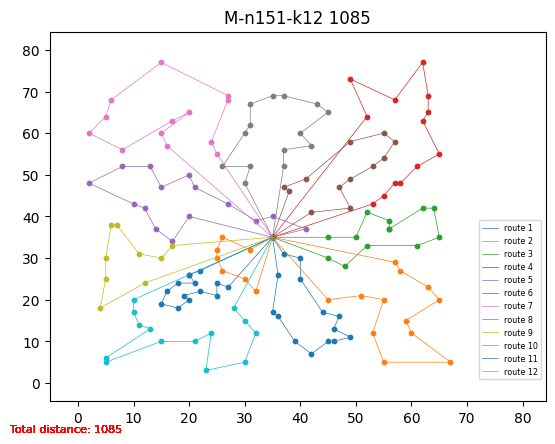 M-n151-k12 1085
80
70
60
50
40
30
20
10
0
route 1
route 2
route 3
route 4
route 5
route 6
route 7
route 8
route 9
route 10
route 11
route 12
0 10 20 30 40 50 60 70 80
Total distance: 1085